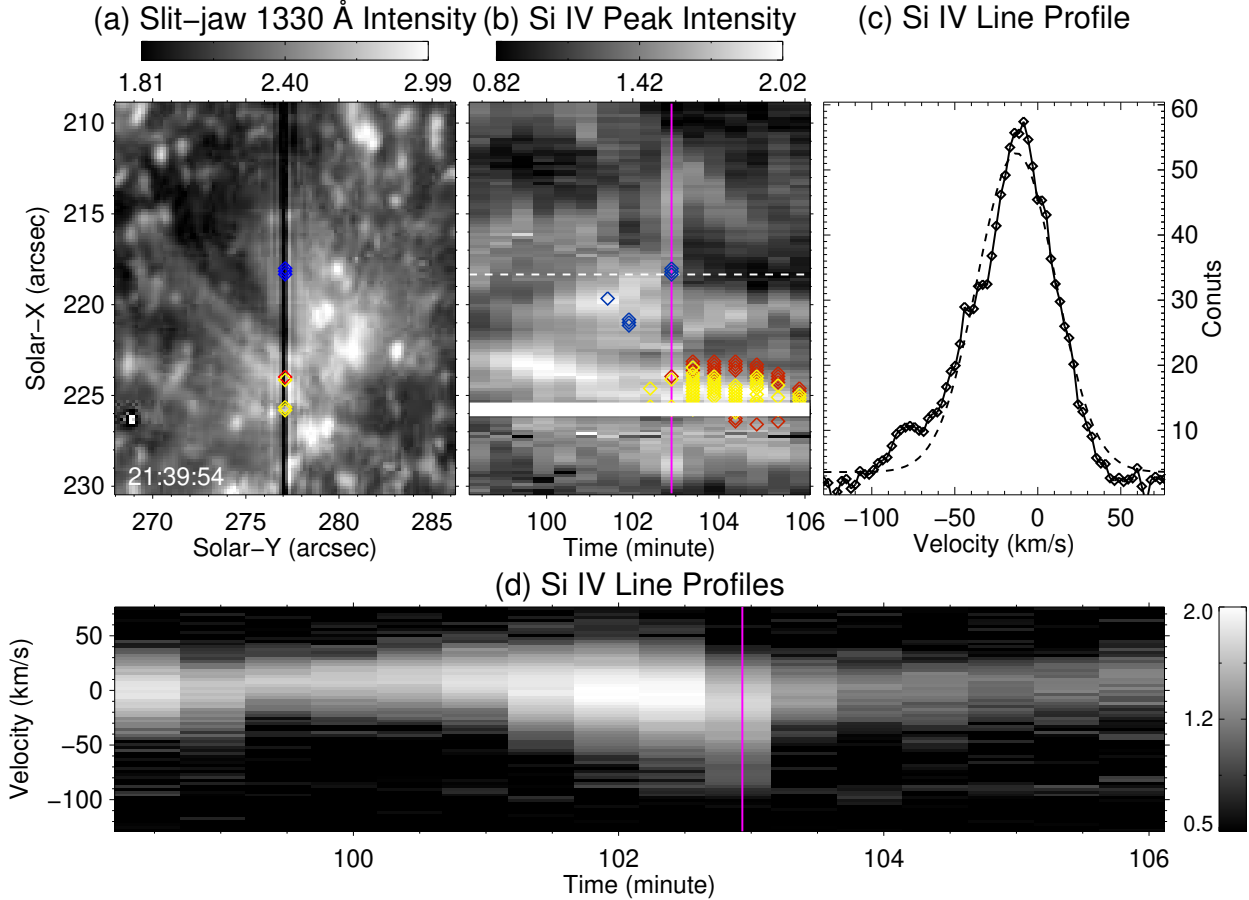 (a) Slit−jaw 1330 Å Intensity
(b) Si IV Peak Intensity
(c) Si IV Line Profile
1.81 2.40 2.99
0.82 1.42 2.02
210
215
220
225
230
Solar−X (arcsec)
21:39:54
270 275 280 285
Solar−Y (arcsec)
100 102 104 106
Time (minute)
60
50
40
30
20
10
Conuts
−100 −50 0 50
Velocity (km/s)
(d) Si IV Line Profiles
50
0
−50
−100
Velocity (km/s)
100 102 104 106
Time (minute)
2.0
1.2
0.5